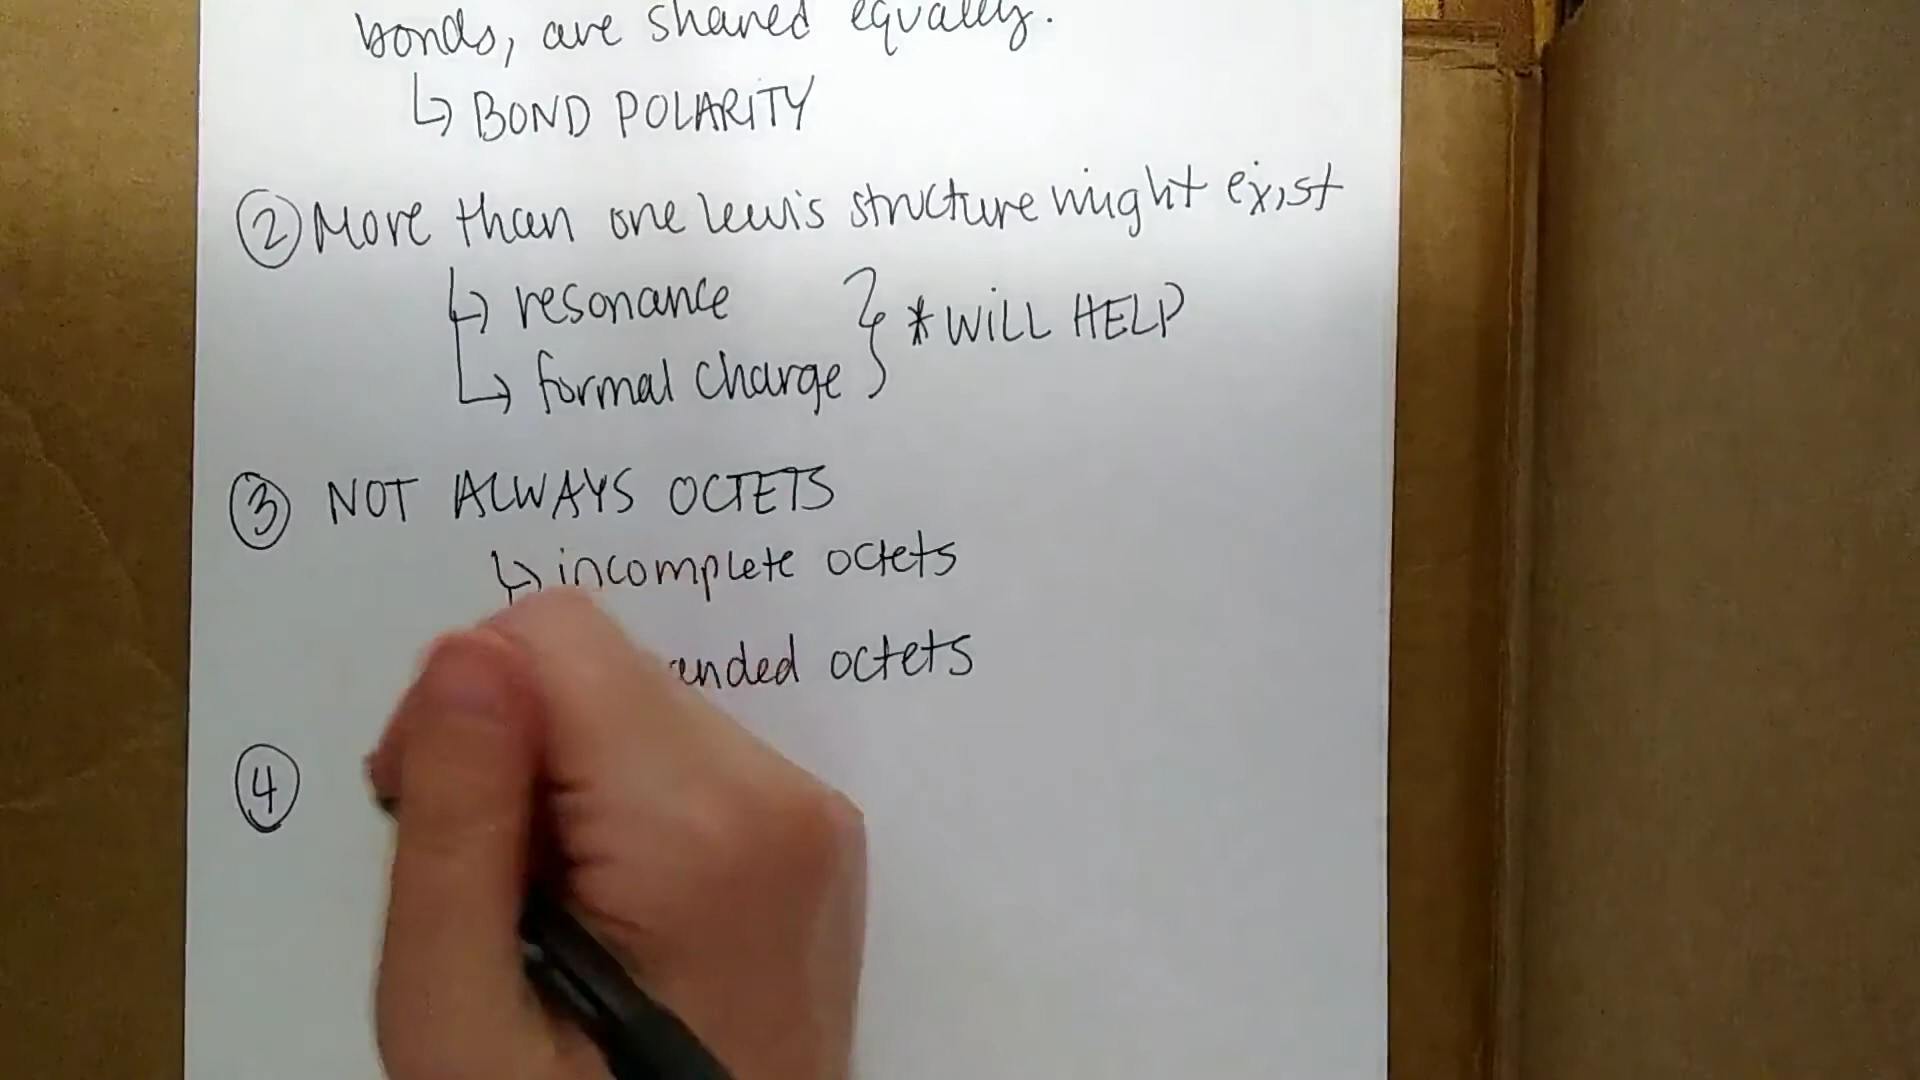 bonds, are shared equally.
↳ BOND POLARITY
② More than one lewis structure might exist
↳ resonance
↳ formal charge } * WILL HELP
③ NOT ALWAYS OCTETS
↳ incomplete octets
octets
④